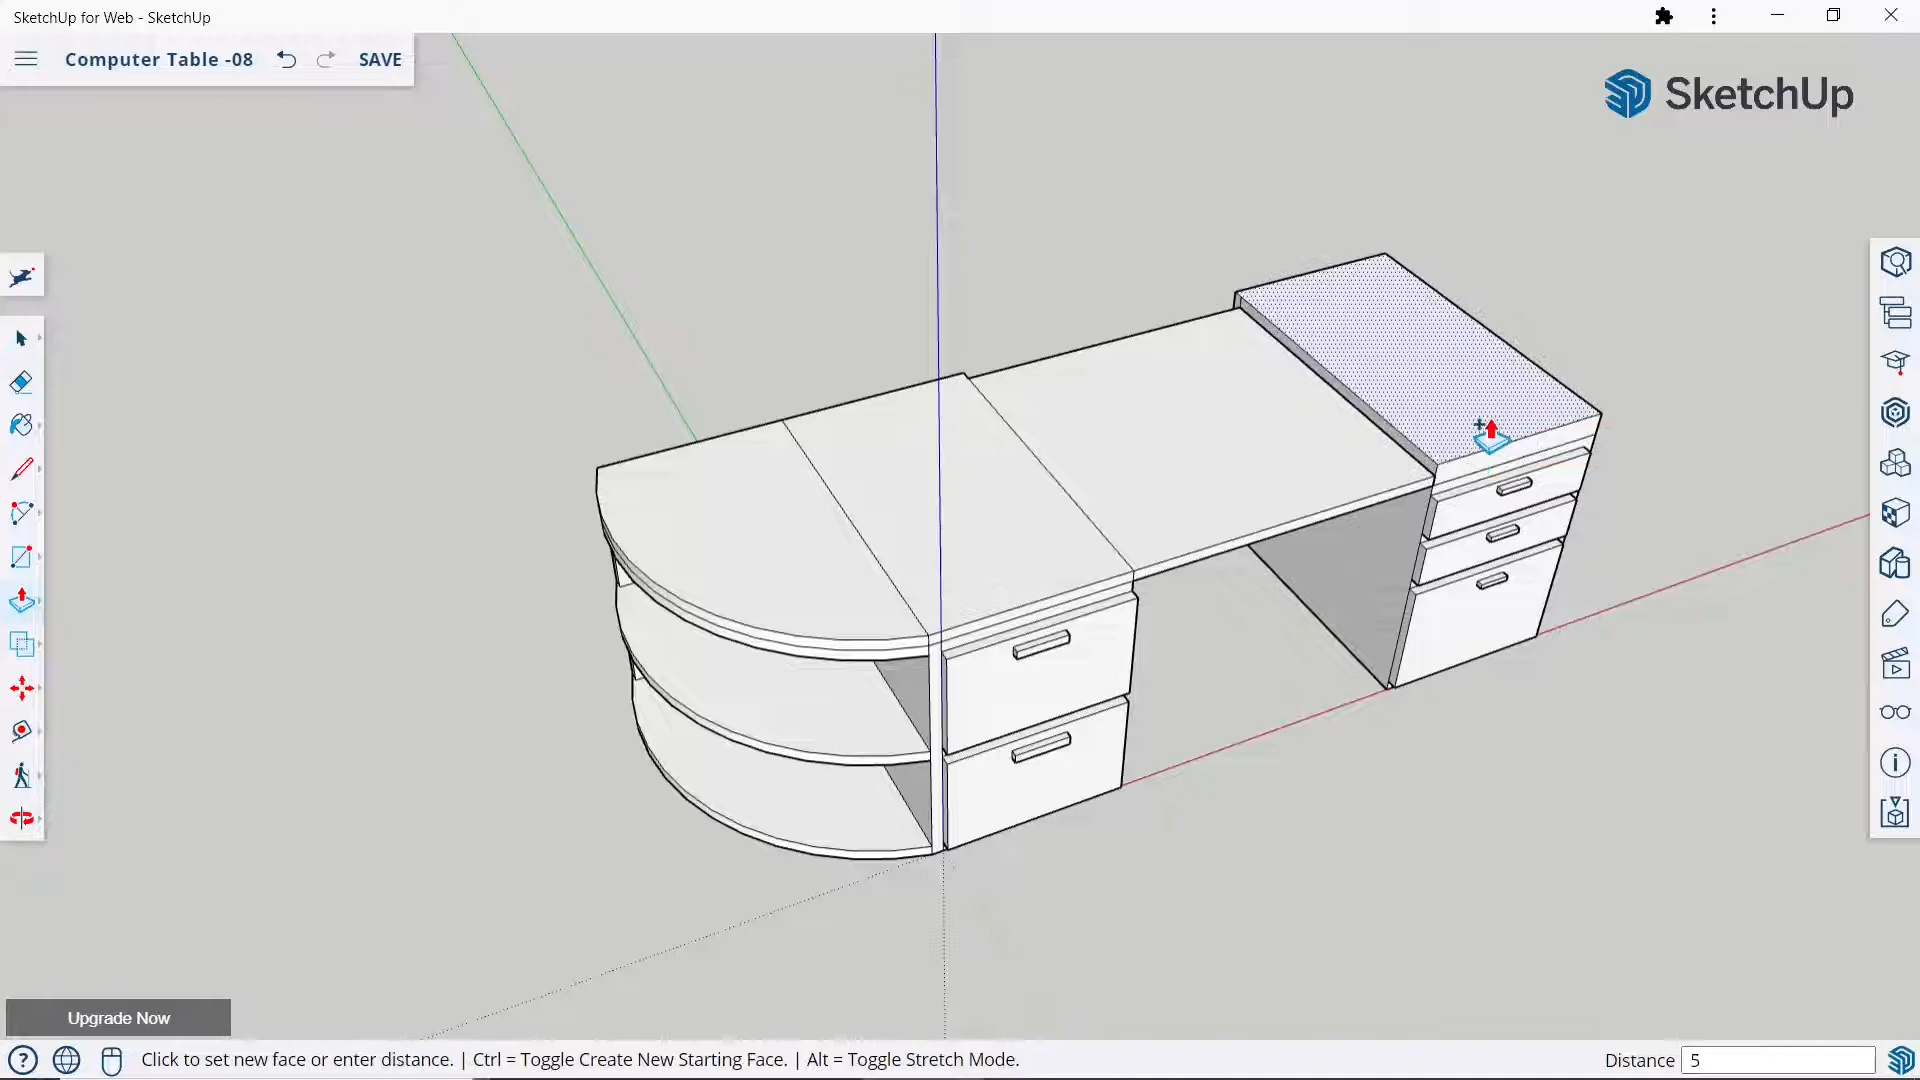 SketchUp for Web - SketchUp
Computer Table -08
SAVE
SketchUp
Upgrade Now
Click to set new face or enter distance. | Ctrl = Toggle Create New Starting Face. | Alt = Toggle Stretch Mode.
Distance 5